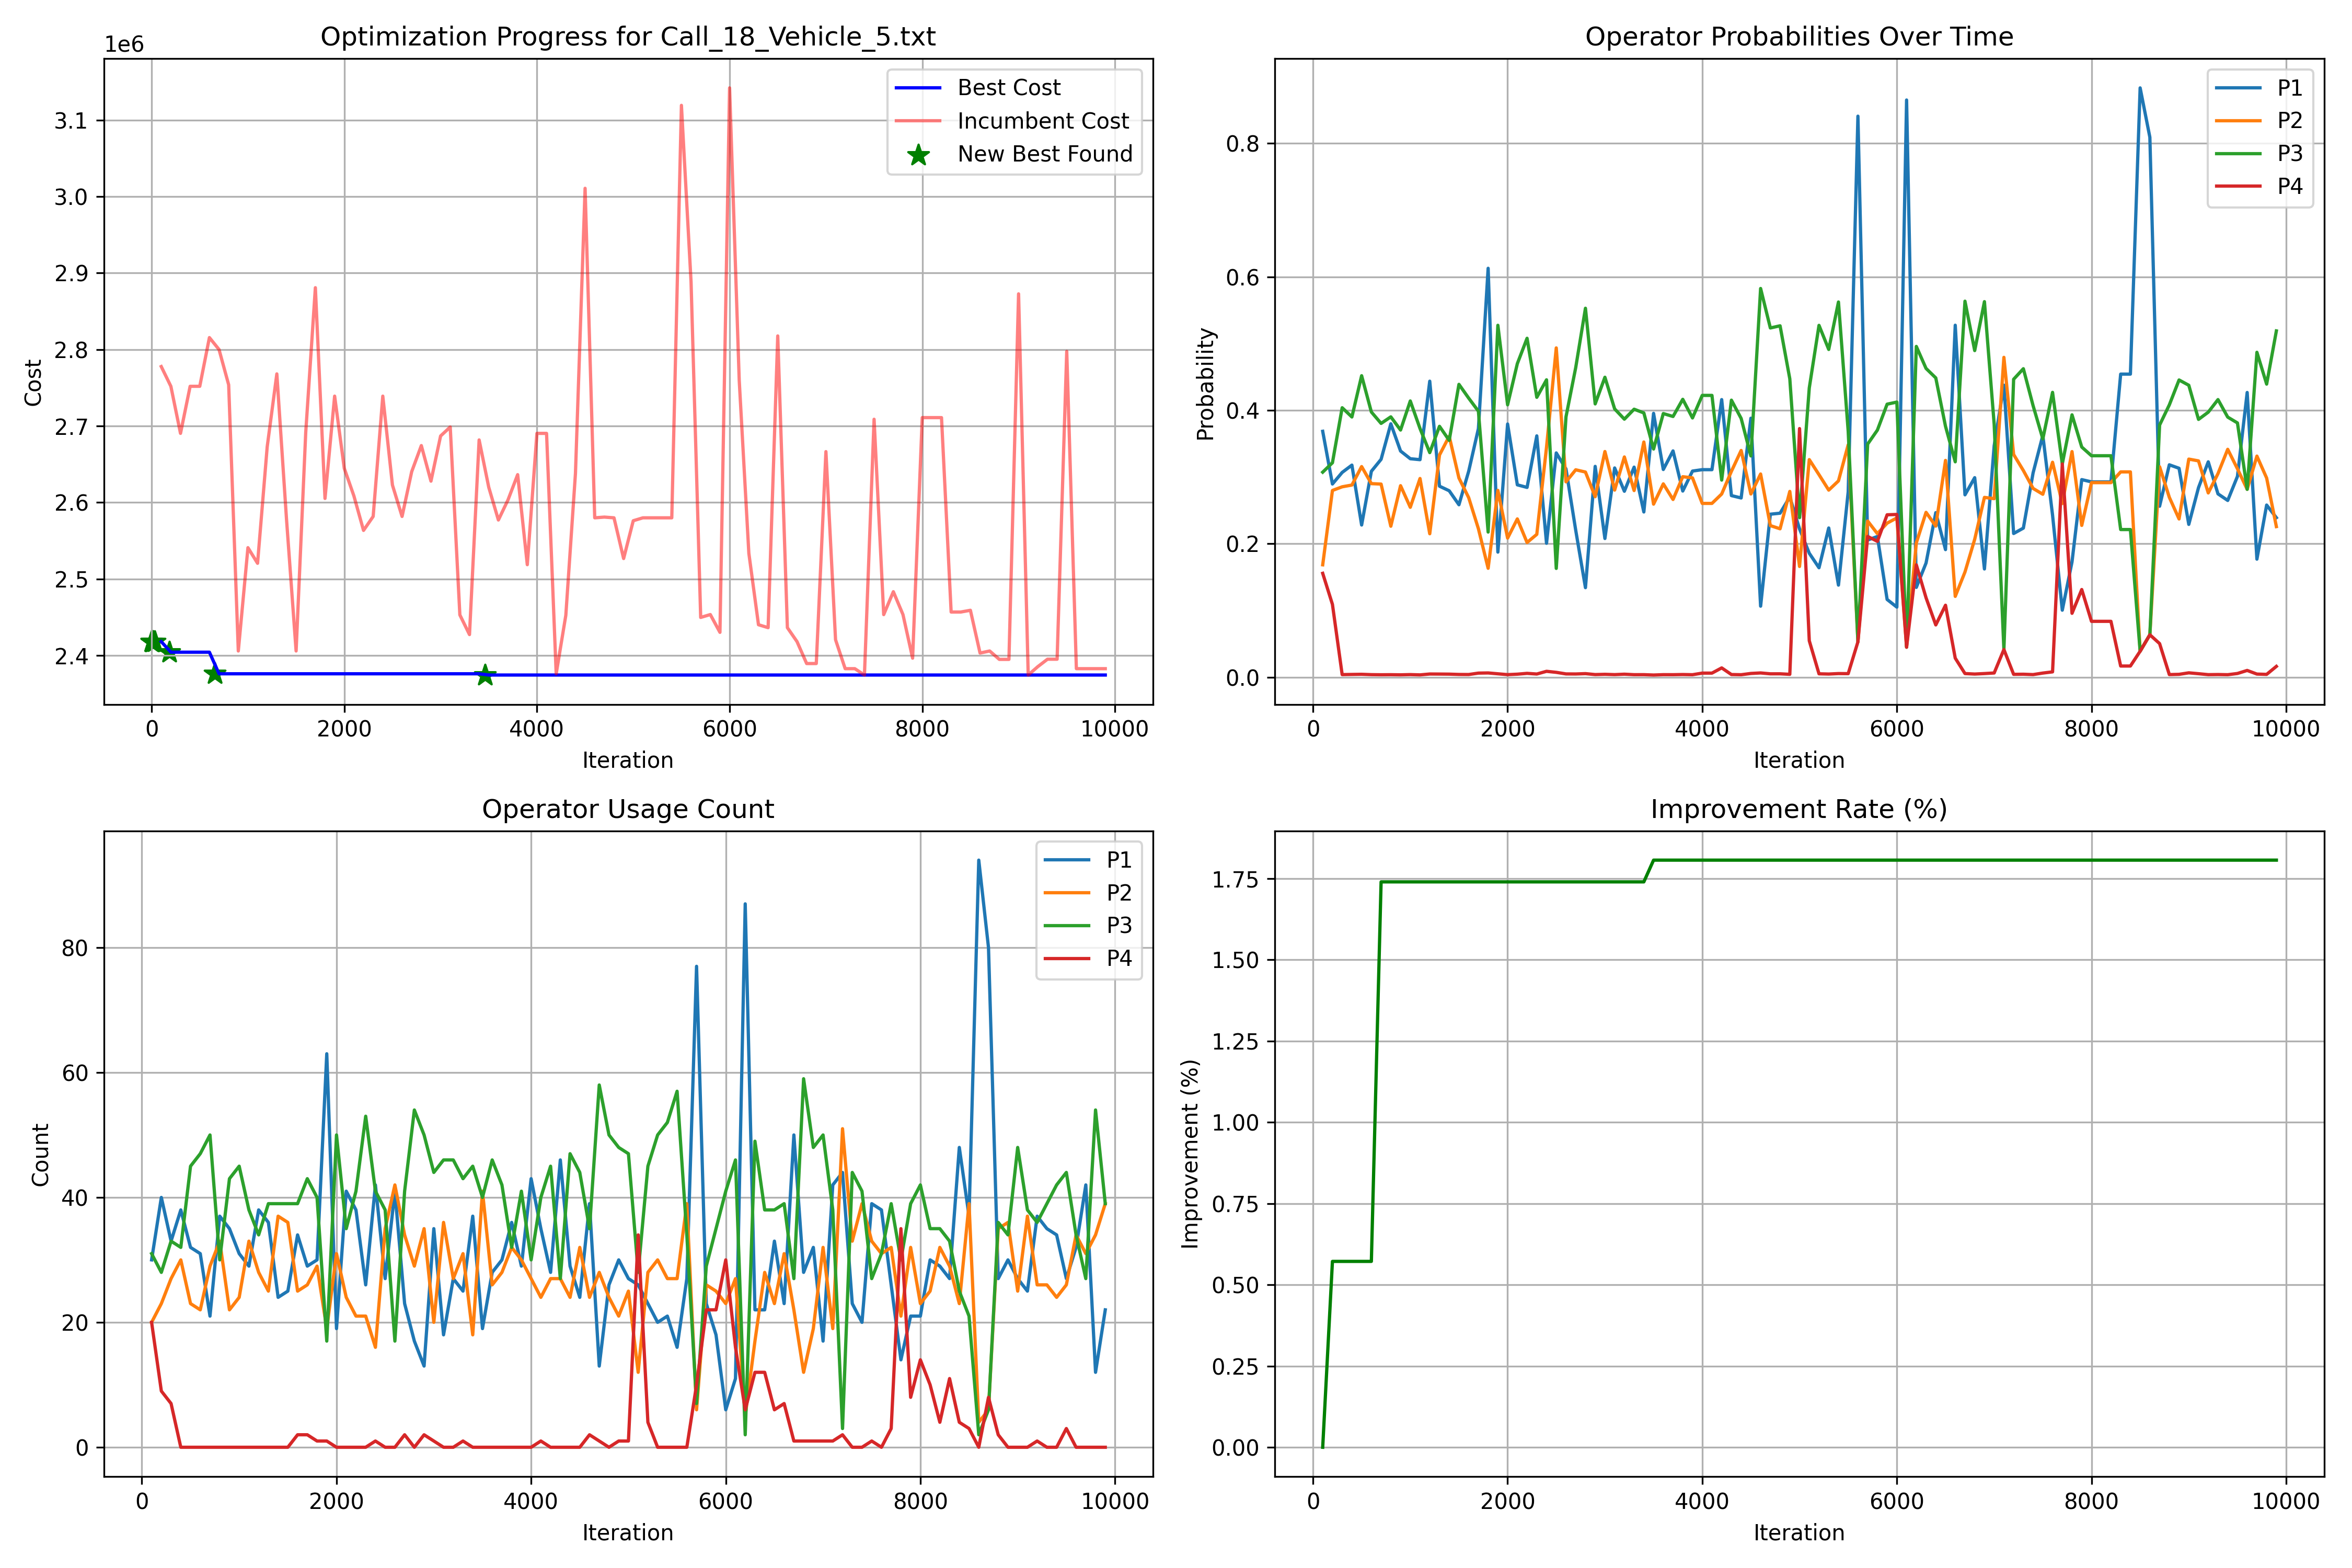 Optimization Progress for Call_18_Vehicle_5.txt
1e6
Cost
3.1
3.0
2.9
2.8
2.7
2.6
2.5
2.4
Best Cost
Incumbent Cost
New Best Found
0 2000 4000 6000 8000 10000
Iteration
Operator Probabilities Over Time
Probability
0.8
0.6
0.4
0.2
0.0
P1
P2
P3
P4
0 2000 4000 6000 8000 10000
Iteration
Operator Usage Count
Count
80
60
40
20
0
P1
P2
P3
P4
0 2000 4000 6000 8000 10000
Iteration
Improvement Rate (%)
Improvement (%)
1.75
1.50
1.25
1.00
0.75
0.50
0.25
0.00
0 2000 4000 6000 8000 10000
Iteration